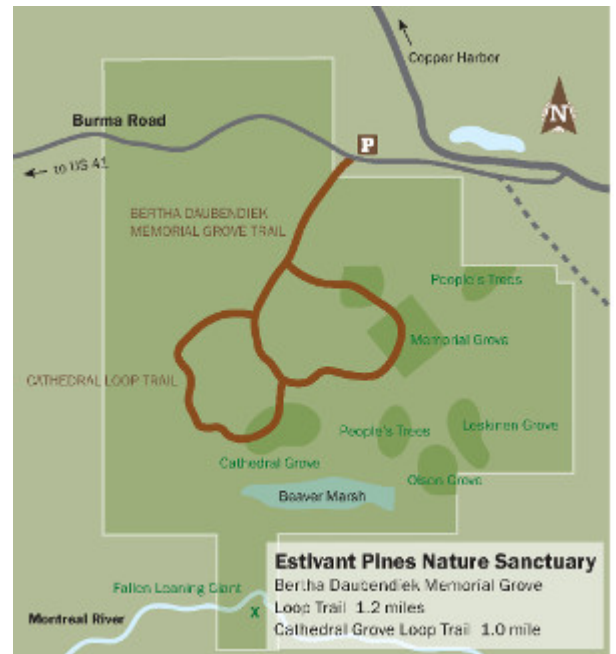 Copper Harbor
N
Burma Road
P
to US 41
BERTHA DAUBENDIEK
MEMORIAL GROVE TRAIL
People's Trees
Memorial Grove
CATHEDRAL LOOP TRAIL
People's Trees
Leskinen Grove
Cathedral Grove
Olson Grove
Beaver Marsh
Estivant Pines Nature Sanctuary
Bertha Daubendiek Memorial Grove
Loop Trail 1.2 miles
Cathedral Grove Loop Trail 1.0 mile
Fallen Leaning Giant
X
Montreal River